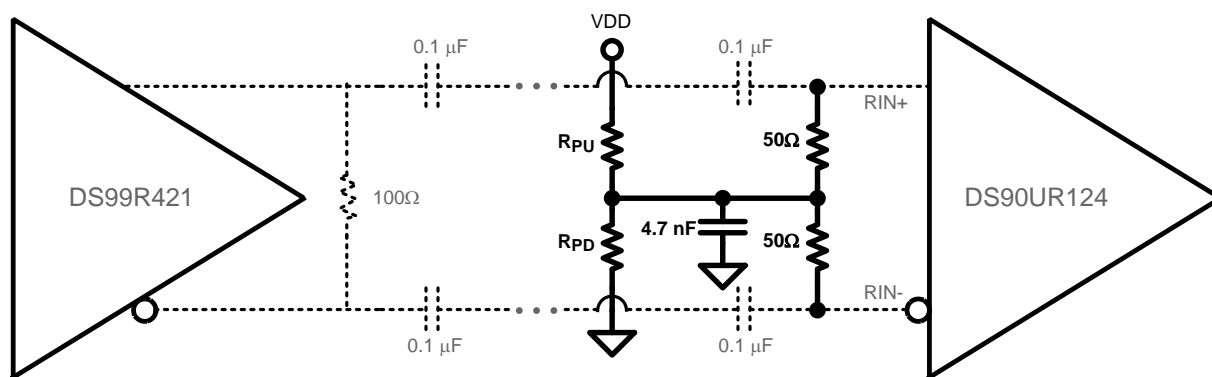 VDD
0.1 µF
0.1 µF
RIN+
RPU
50Ω
DS99R421
100Ω
DS90UR124
4.7 nF
RPD
50Ω
RIN-
0.1 µF
0.1 µF